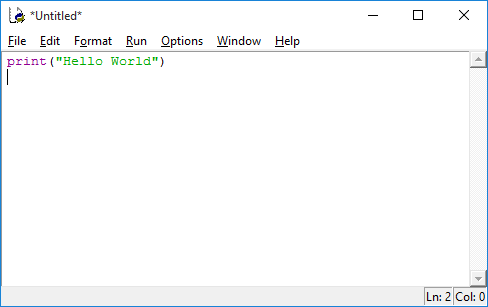 *Untitled*
File Edit Format Run Options Window Help
print("Hello World")
Ln: 2 Col: 0